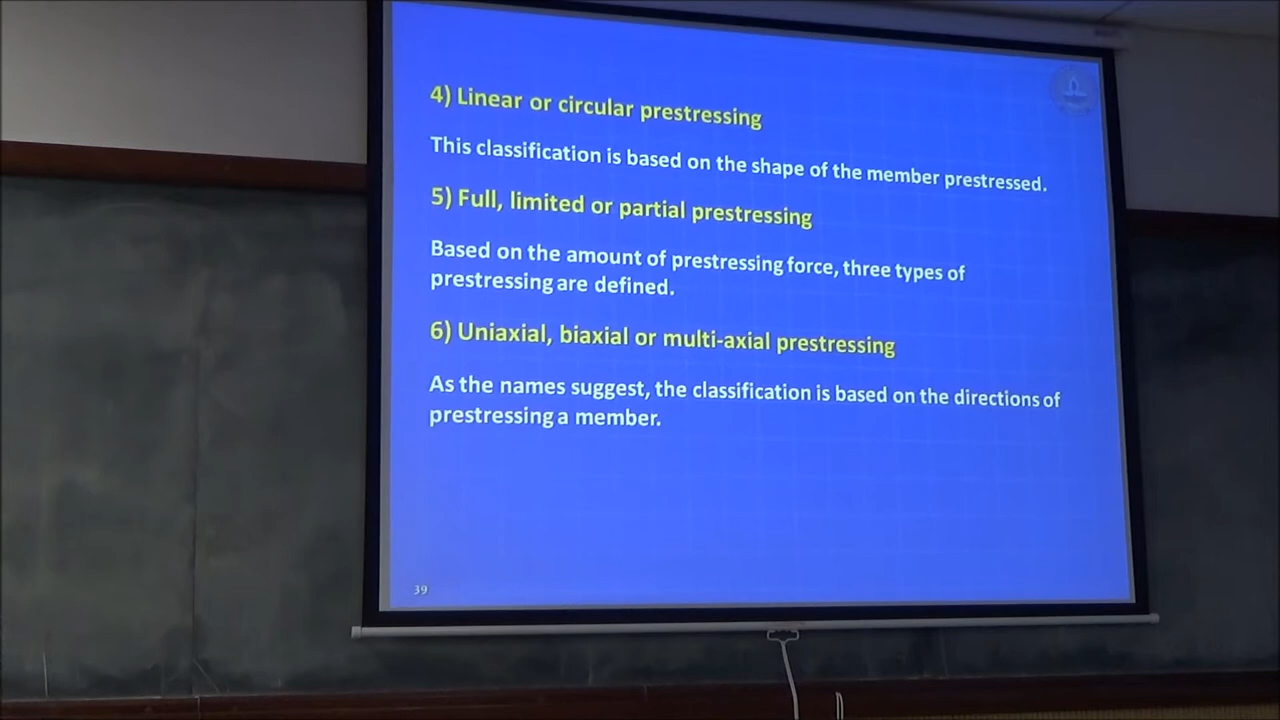 4) Linear or circular prestressing
This classification is based on the shape of the member prestressed.
5) Full, limited or partial prestressing
Based on the amount of prestressing force, three types of
prestressing are defined.
6) Uniaxial, biaxial or multi-axial prestressing
As the names suggest, the classification is based on the directions of
prestressing a member.
39